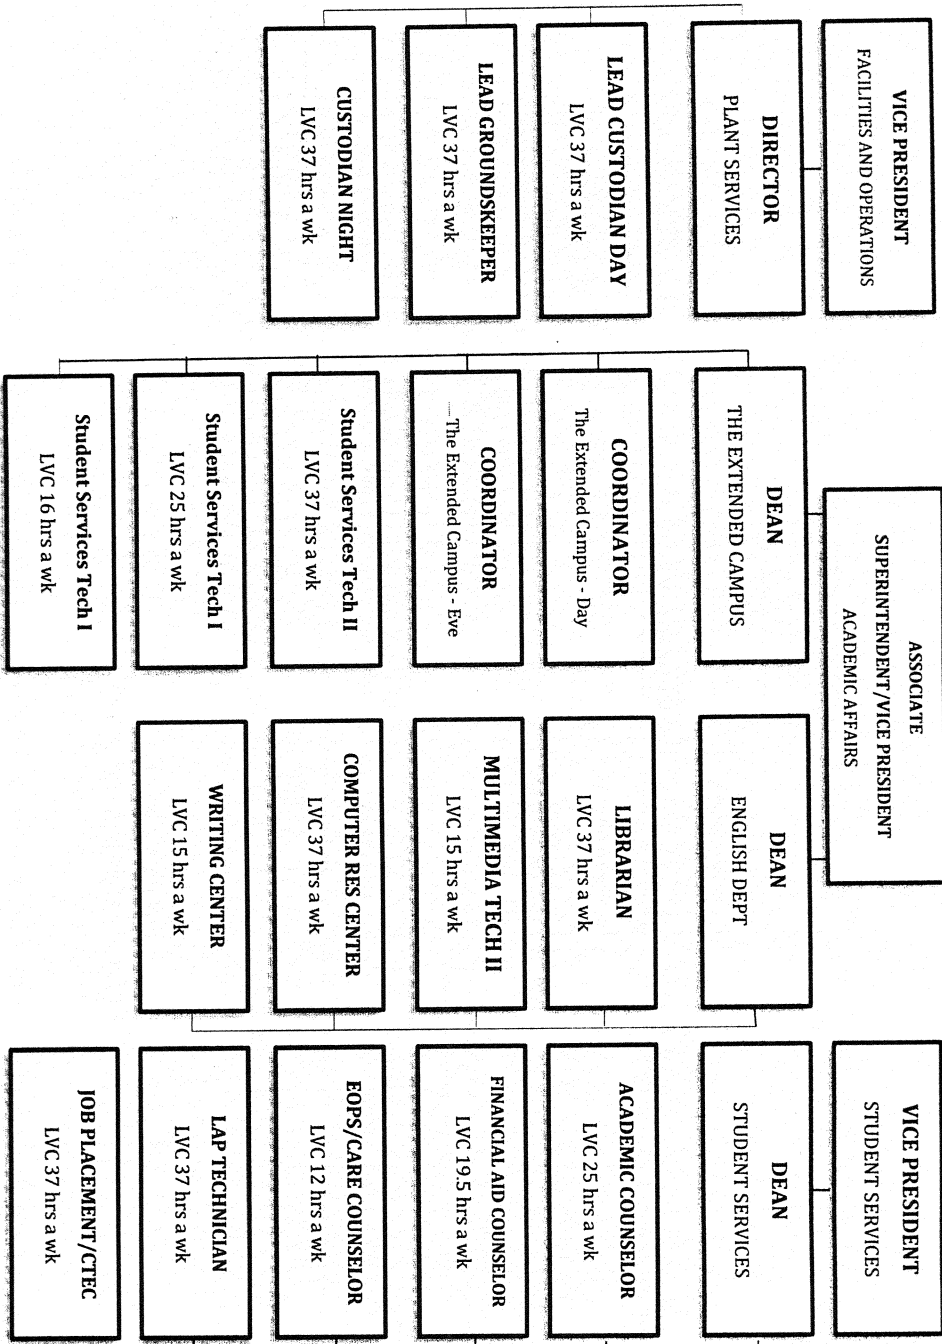 VICE PRESIDENT
FACILITIES AND OPERATIONS
DIRECTOR
PLANT SERVICES
LEAD CUSTODIAN DAY
LVC 37 hrs a wk
LEAD GROUNDSKEEPER
LVC 37 hrs a wk
CUSTODIAN NIGHT
LVC 37 hrs a wk
ASSOCIATE
SUPERINTENDENT/VICE PRESIDENT
ACADEMIC AFFAIRS
DEAN
THE EXTENDED CAMPUS
COORDINATOR
The Extended Campus - Day
COORDINATOR
The Extended Campus - Eve
Student Services Tech II
LVC 37 hrs a wk
Student Services Tech I
LVC 25 hrs a wk
Student Services Tech I
LVC 16 hrs a wk
DEAN
ENGLISH DEPT
LIBRARIAN
LVC 37 hrs a wk
MULTIMEDIA TECH II
LVC 15 hrs a wk
COMPUTER RES CENTER
LVC 37 hrs a wk
WRITING CENTER
LVC 15 hrs a wk
VICE PRESIDENT
STUDENT SERVICES
DEAN
STUDENT SERVICES
ACADEMIC COUNSELOR
LVC 25 hrs a wk
FINANCIAL AID COUNSELOR
LVC 19.5 hrs a wk
EOPS/CARE COUNSELOR
LVC 12 hrs a wk
LAP TECHNICIAN
LVC 37 hrs a wk
JOB PLACEMENT/CTEC
LVC 37 hrs a wk